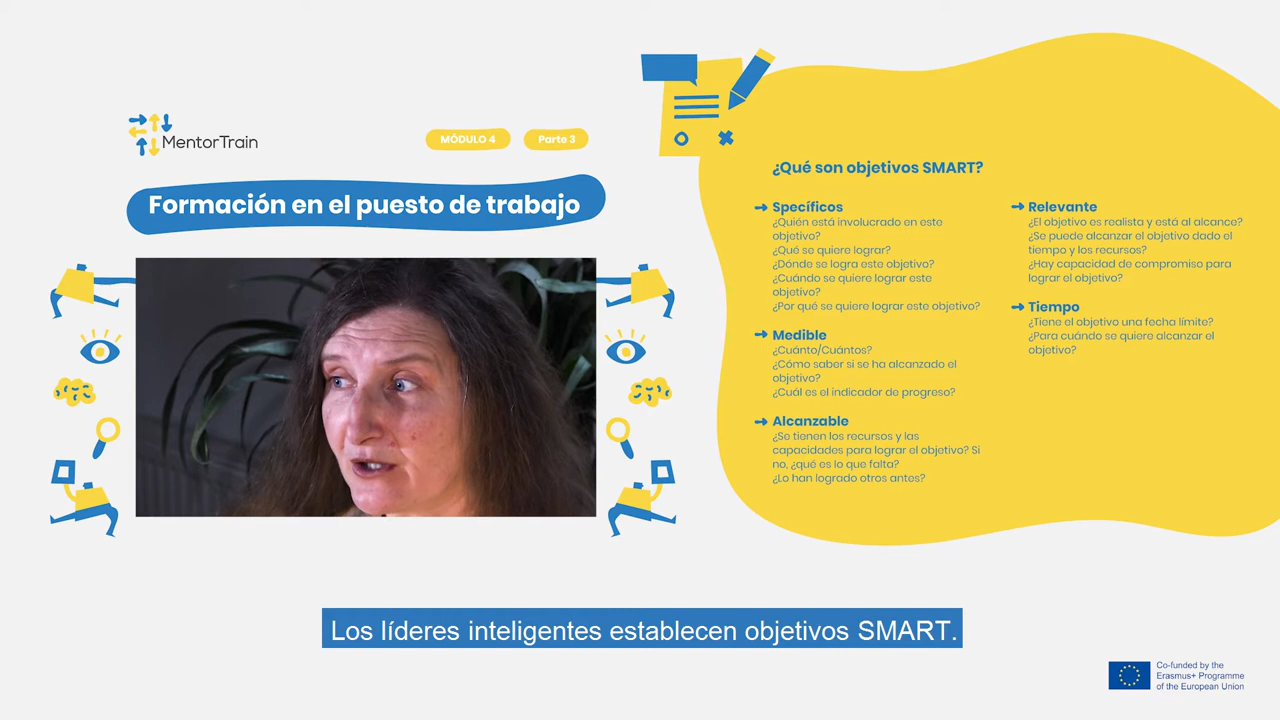 MentorTrain
MÓDULO 4
Parte 3
Formación en el puesto de trabajo
¿Qué son objetivos SMART?
Específicos
¿Quién está involucrado en este
objetivo?
¿Qué se quiere lograr?
¿Dónde se logra este objetivo?
¿Cuándo se quiere lograr este
objetivo?
¿Por qué se quiere lograr este objetivo?
Medible
¿Cuánto/Cuántos?
¿Cómo saber si se ha alcanzado el
objetivo?
¿Cuál es el indicador de progreso?
Alcanzable
¿Se tienen los recursos y las
capacidades para lograr el objetivo? Si
no, ¿qué es lo que falta?
¿Lo han logrado otros antes?
Relevante
¿El objetivo es realista y está al alcance?
¿Se puede alcanzar el objetivo dado el
tiempo y los recursos?
¿Hay capacidad de compromiso para
lograr el objetivo?
Tiempo
¿Tiene el objetivo una fecha límite?
¿Para cuándo se quiere alcanzar el
objetivo?
Los líderes inteligentes establecen objetivos SMART.
Co-funded by the
Erasmus+ Programme
of the European Union